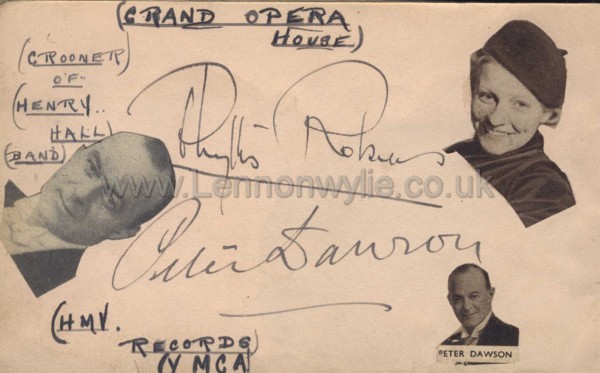 (GRAND OPERA
HOUSE)
(CROONER)
OF
(HENRY..
HALL)
(BAND)
Phyllis Robins
www.Lennonwylie.co.uk
Peter Dawson
(HMV.
RECORDS)
(YMCA
PETER DAWSON